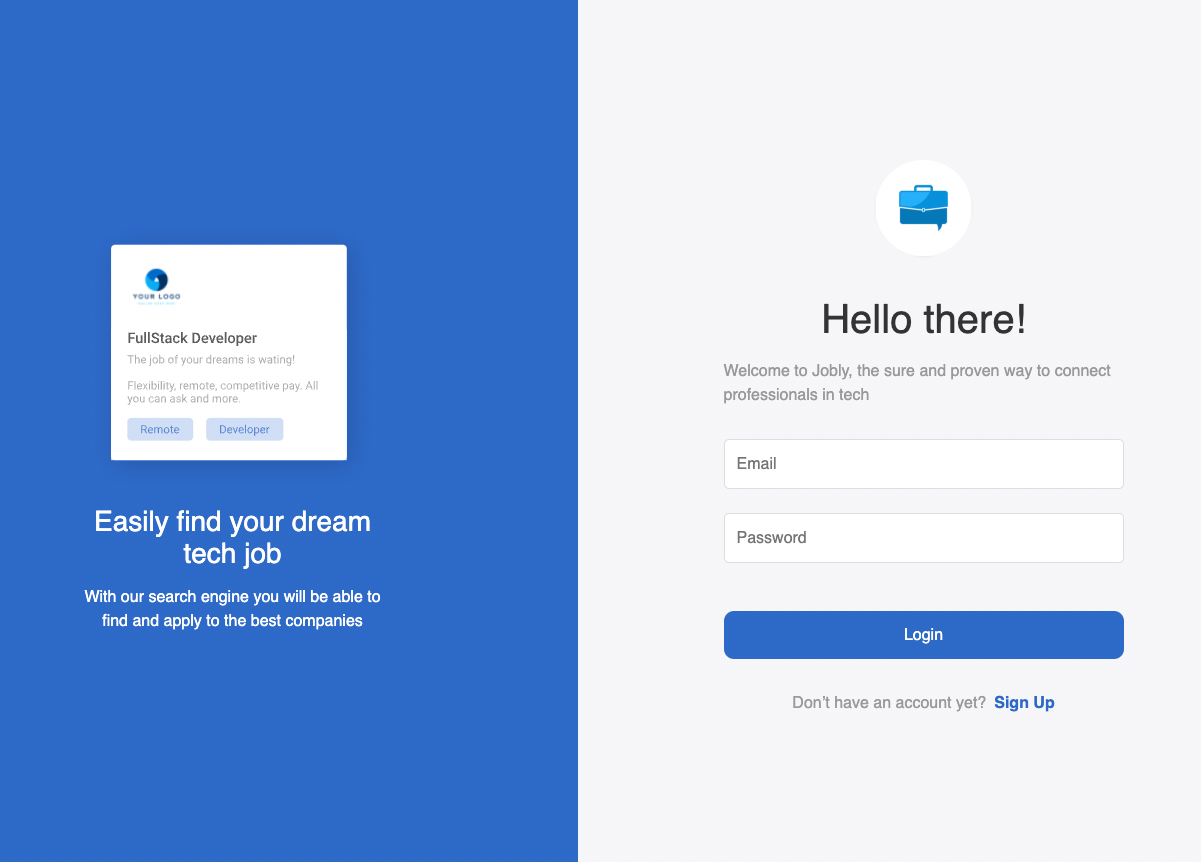 YOUR LOGO
FullStack Developer
The job of your dreams is wating!
Flexibility, remote, competitive pay. All
you can ask and more.
Remote
Developer
Easily find your dream
tech job
With our search engine you will be able to
find and apply to the best companies
Hello there!
Welcome to Jobly, the sure and proven way to connect
professionals in tech
Email
Password
Login
Don't have an account yet? Sign Up